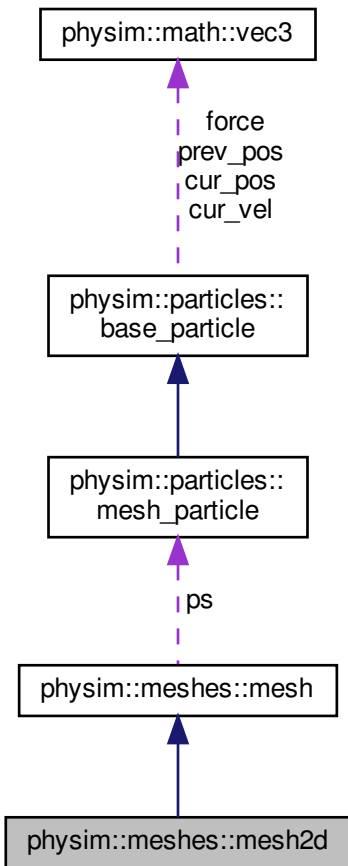 physim::math::vec3
force
prev_pos
cur_pos
cur_vel
physim::particles::
base_particle
physim::particles::
mesh_particle
ps
physim::meshes::mesh
physim::meshes::mesh2d